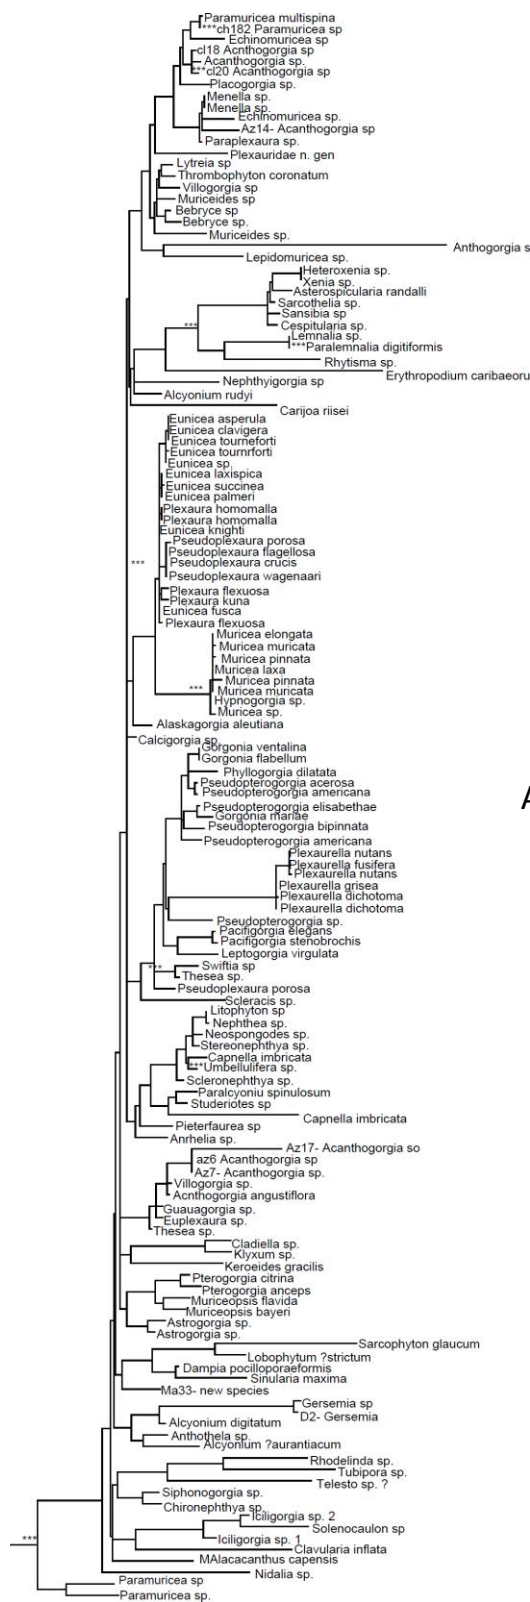 Paramuricea multispina
***ch182 Paramuricea sp
Echinomuricea sp
cl18 Acnthogorgia sp
Acanthogorgia sp.
***cl20 Acanthogorgia sp
Placogorgia sp.
Menella sp.
Menella sp.
Echinomuricea sp.
Az14- Acanthogorgia sp
Paraplexaura sp.
Plexauridae n. gen
Lytreia sp
Thrombophyton coronatum
Villogorgia sp
Muriceides sp
Bebryce sp
Bebryce sp.
Muriceides sp.
Anthogorgia s
Lepidomuricea sp.
Heteroxenia sp.
Xenia sp.
Asterospicularia randalli
Sarcothelia sp.
Sansibia sp
***
Cespitularia sp.
Lemnalia sp.
***Paralemnalia digitiformis
Rhytisma sp.
Erythropodium caribaeoru
Nephthyigorgia sp
Alcyonium rudyi
Carijoa riisei
Eunicea asperula
Eunicea clavigera
Eunicea tourneforti
Eunicea tournrforti
Eunicea sp.
Eunicea laxispica
Eunicea succinea
Eunicea palmeri
Plexaura homomalla
Plexaura homomalla
Eunicea knighti
Pseudoplexaura porosa
Pseudoplexaura flagellosa
*** Pseudoplexaura crucis
Pseudoplexaura wagenaari
Plexaura flexuosa
Plexaura kuna
Eunicea fusca
Plexaura flexuosa
Muricea elongata
Muricea muricata
Muricea pinnata
Muricea laxa
Muricea pinnata
*** Muricea muricata
Hypnogorgia sp.
Muricea sp.
Alaskagorgia aleutiana
Calcigorgia sp.
Gorgonia ventalina
Gorgonia flabellum
Phyllogorgia dilatata
Pseudopterogorgia acerosa
Pseudopterogorgia americana
A
Pseudopterogorgia elisabethae
Gorgonia mariae
Pseudopterogorgia bipinnata
Pseudopterogorgia americana
Plexaurella nutans
Plexaurella fusifera
Plexaurella nutans
Plexaurella grisea
Plexaurella dichotoma
Plexaurella dichotoma
Pseudopterogorgia sp.
Pacifigorgia elegans
Pacifigorgia stenobrochis
Leptogorgia virgulata
*** Swiftia sp
Thesea sp.
Pseudoplexaura porosa
Scleracis sp.
Litophyton sp
Nephthea sp.
Neospongodes sp.
Stereonephthya sp.
Capnella imbricata
***Umbellulifera sp.
Scleronephthya sp.
Paralcyoniu spinulosum
Studeriotes sp
Capnella imbricata
Pieterfaurea sp
Anrhelia sp.
Az17- Acanthogorgia so
az6 Acanthogorgia sp
Az7- Acanthogorgia sp.
Villogorgia sp.
Acnthogorgia angustiflora
Guauagorgia sp.
Euplexaura sp.
Thesea sp.
Cladiella sp.
Klyxum sp.
Keroeides gracilis
Pterogorgia citrina
Pterogorgia anceps
Muriceopsis flavida
Muriceopsis bayeri
Astrogorgia sp.
Astrogorgia sp.
Sarcophyton glaucum
Lobophytum ?strictum
Dampia pocilloporaeformis
Sinularia maxima
Ma33- new species
Gersemia sp
D2- Gersemia
Alcyonium digitatum
Anthothela sp.
Alcyonium ?aurantiacum
Rhodelinda sp.
Tubipora sp.
Telesto sp. ?
Siphonogorgia sp.
Chironephthya sp.
Iciligorgia sp. 2
Solenocaulon sp
*** Iciligorgia sp. 1
Clavularia inflata
MAlacacanthus capensis
Nidalia sp.
Paramuricea sp
Paramuricea sp.